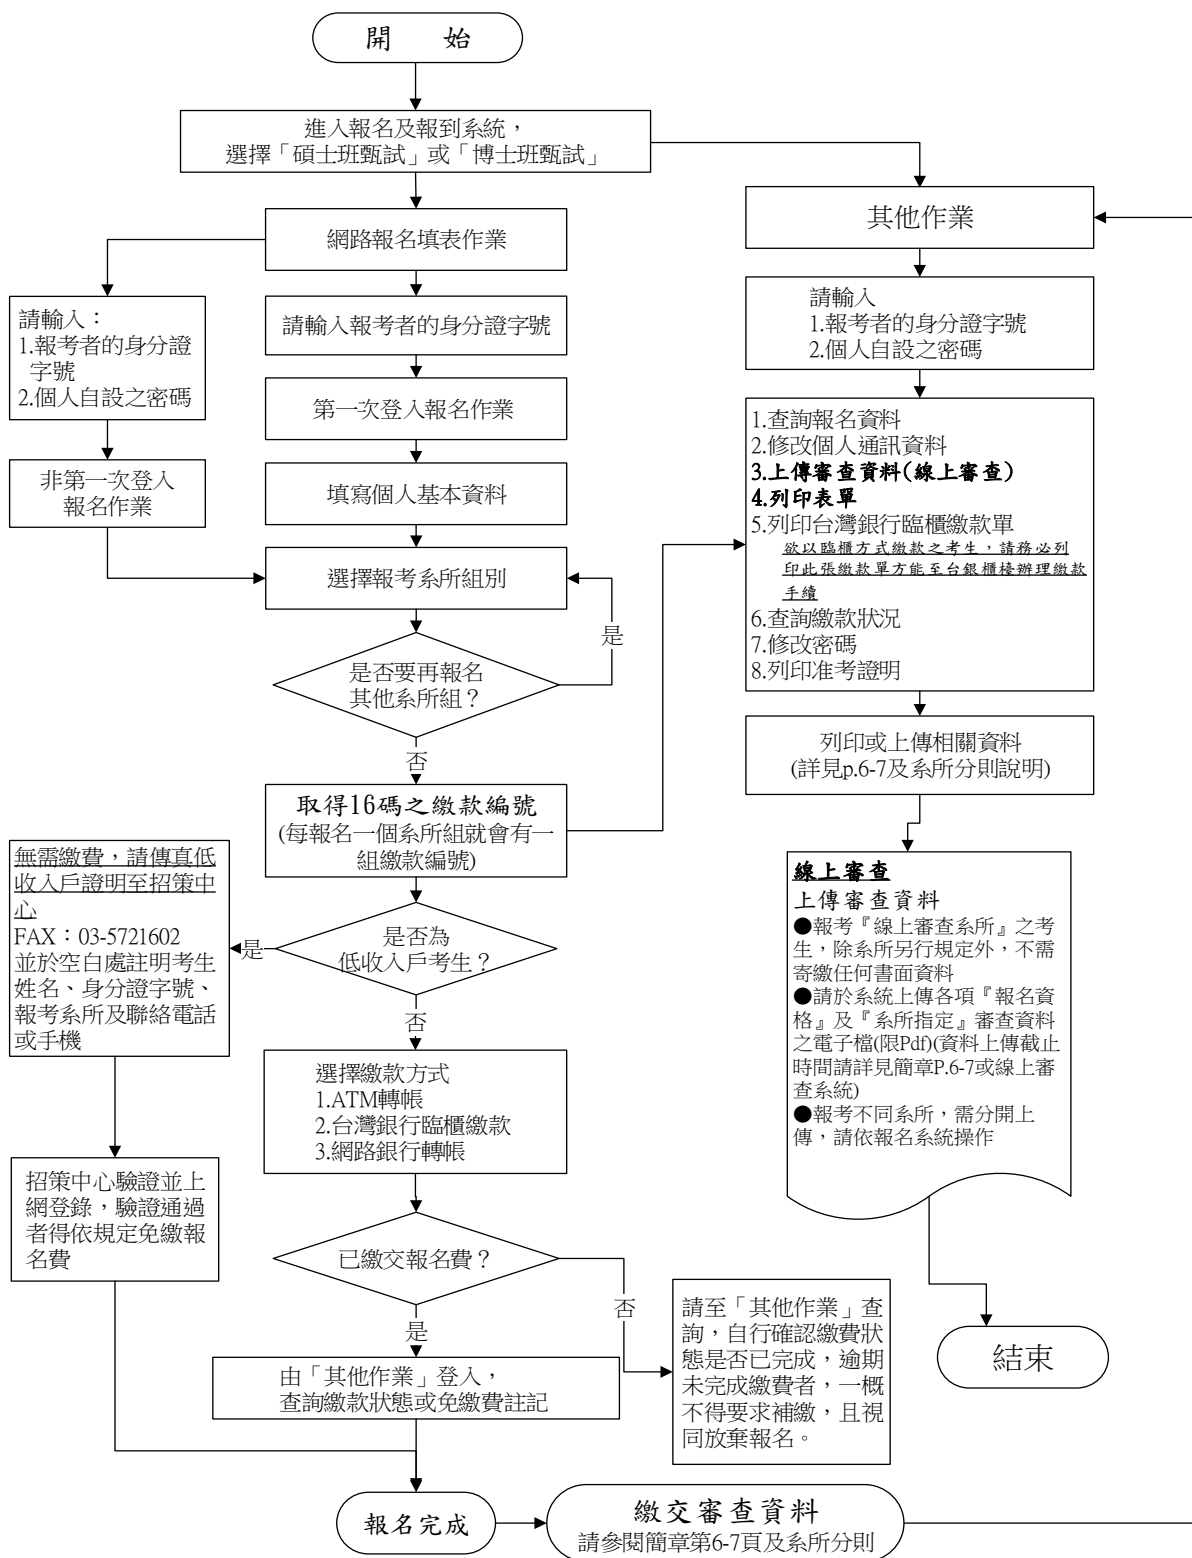 開　始
進入報名及報到系統，
選擇「碩士班甄試」或「博士班甄試」
網路報名填表作業
請輸入：
1.報考者的身分證
字號
2.個人自設之密碼
非第一次登入
報名作業
請輸入報考者的身分證字號
第一次登入報名作業
填寫個人基本資料
選擇報考系所組別
是否要再報名
其他系所組？
是
否
取得16碼之繳款編號
(每報名一個系所組就會有一
組繳款編號)
是否為
低收入戶考生？
是
否
無需繳費，請傳真低
收入戶證明至招策中
心
FAX：03-5721602
並於空白處註明考生
姓名、身分證字號、
報考系所及聯絡電話
或手機
招策中心驗證並上
網登錄，驗證通過
者得依規定免繳報
名費
選擇繳款方式
1.ATM轉帳
2.台灣銀行臨櫃繳款
3.網路銀行轉帳
已繳交報名費？
是
否
由「其他作業」登入，
查詢繳款狀態或免繳費註記
請至「其他作業」查
詢，自行確認繳費狀
態是否已完成，逾期
未完成繳費者，一概
不得要求補繳，且視
同放棄報名。
報名完成
繳交審查資料
請參閱簡章第6-7頁及系所分則
其他作業
請輸入
1.報考者的身分證字號
2.個人自設之密碼
1.查詢報名資料
2.修改個人通訊資料
3.上傳審查資料(線上審查)
4.列印表單
5.列印台灣銀行臨櫃繳款單
欲以臨櫃方式繳款之考生，請務必列
印此張繳款單方能至台銀櫃檯辦理繳款
手續
6.查詢繳款狀況
7.修改密碼
8.列印准考證明
列印或上傳相關資料
(詳見p.6-7及系所分則說明)
線上審查
上傳審查資料
●報考『線上審查系所』之考
生，除系所另行規定外，不需
寄繳任何書面資料
●請於系統上傳各項『報名資
格』及『系所指定』審查資料
之電子檔(限Pdf)(資料上傳截止
時間請詳見簡章P.6-7或線上審
查系統)
●報考不同系所，需分開上
傳，請依報名系統操作
結束